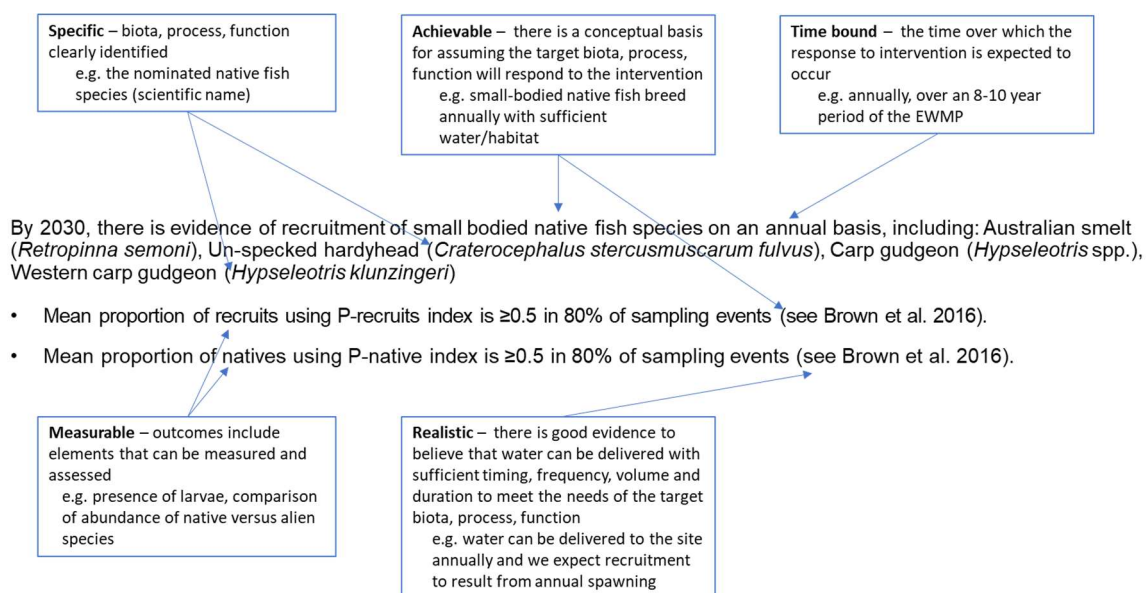 Specific – biota, process, function
clearly identified
e.g. the nominated native fish
species (scientific name)
Achievable – there is a conceptual basis
for assuming the target biota, process,
function will respond to the intervention
e.g. small-bodied native fish breed
annually with sufficient
water/habitat
Time bound – the time over which the
response to intervention is expected to
occur
e.g. annually, over an 8-10 year
period of the EWMP
By 2030, there is evidence of recruitment of small bodied native fish species on an annual basis, including: Australian smelt
(Retropinna semoni), Un-specked hardyhead (Craterocephalus stercusmuscarum fulvus), Carp gudgeon (Hypseleotris spp.),
Western carp gudgeon (Hypseleotris klunzingeri)
• Mean proportion of recruits using P-recruits index is ≥0.5 in 80% of sampling events (see Brown et al. 2016).
• Mean proportion of natives using P-native index is ≥0.5 in 80% of sampling events (see Brown et al. 2016).
Measurable – outcomes include
elements that can be measured and
assessed
e.g. presence of larvae, comparison
of abundance of native versus alien
species
Realistic – there is good evidence to
believe that water can be delivered with
sufficient timing, frequency, volume and
duration to meet the needs of the target
biota, process, function
e.g. water can be delivered to the site
annually and we expect recruitment
to result from annual spawning